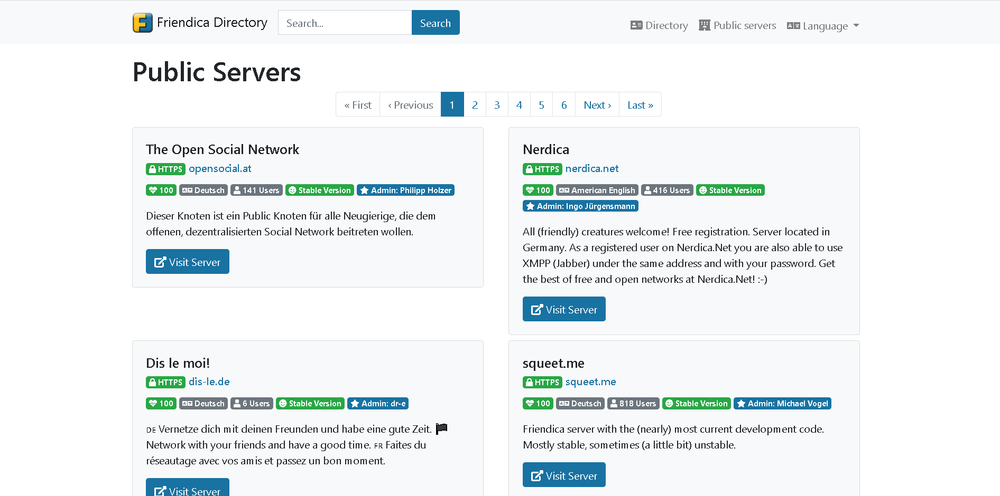 Friendica Directory
Search...
Search
Directory
Public servers
Language
Public Servers
« First
‹ Previous
1
2
3
4
5
6
Next ›
Last »
The Open Social Network
HTTPS opensocial.at
100 Deutsch 141 Users Stable Version Admin: Philipp Holzer
Dieser Knoten ist ein Public Knoten für alle Neugierige, die dem
offenen, dezentralisierten Social Network beitreten wollen.
Visit Server
Nerdica
HTTPS nerdica.net
100 American English 416 Users Stable Version
Admin: Ingo Jürgensmann
All (friendly) creatures welcome! Free registration. Server located in
Germany. As a registered user on Nerdica.Net you are also able to use
XMPP (Jabber) under the same address and with your password. Get
the best of free and open networks at Nerdica.Net! :-)
Visit Server
Dis le moi!
HTTPS dis-le.de
100 Deutsch 6 Users Stable Version Admin: dr-e
DE Vernetze dich mit deinen Freunden und habe eine gute Zeit. 🏴
Network with your friends and have a good time. FR Faites du
réseautage avec vos amis et passez un bon moment.
Visit Server
squeet.me
HTTPS squeet.me
100 Deutsch 818 Users Stable Version Admin: Michael Vogel
Friendica server with the (nearly) most current development code.
Mostly stable, sometimes (a little bit) unstable.
Visit Server